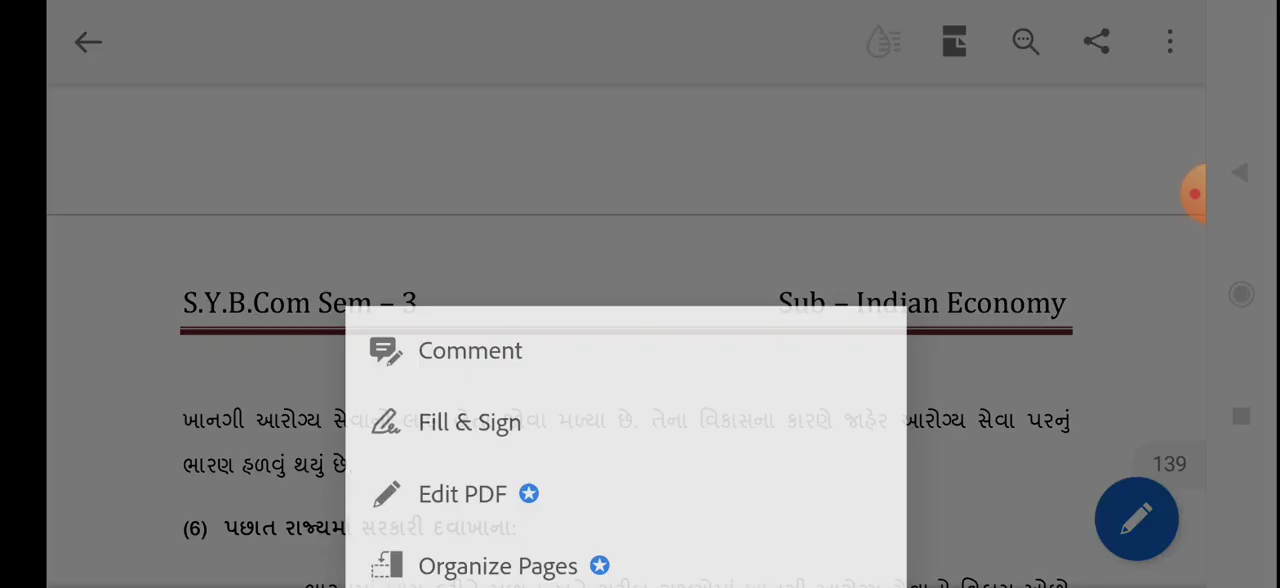 S.Y.B.Com Sem – 3
Sub – Indian Economy
Comment
ખાનગી આરોગ્ય જોવા મળ્યા છે. તેના વિકાસના કારણે જાહેર આરોગ્ય સેવા પરનું
Fill & Sign
ભારણ હળવું થયું છે.
139
Edit PDF
(6) પછાત રાજ્યમાં સરકારી દવાખાના:
Organize Pages